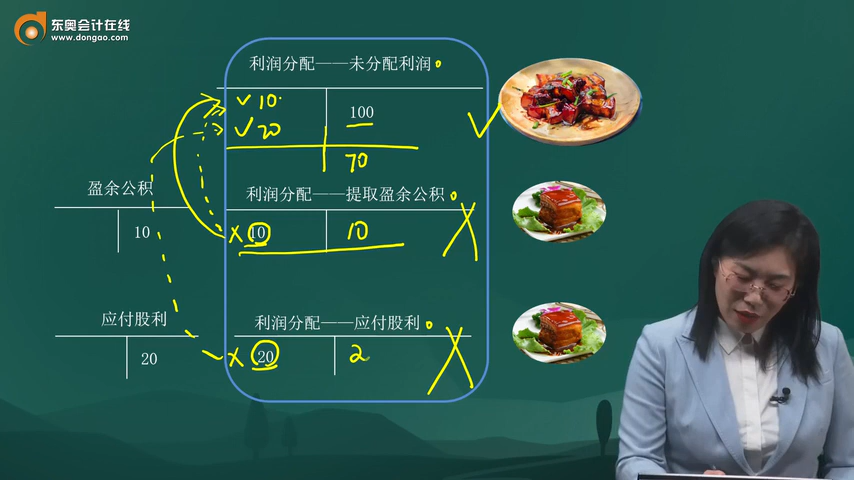 东奥会计在线
www.dongao.com
利润分配——未分配利润
10
20
100
70
盈余公积
10
利润分配——提取盈余公积
10
10
应付股利
20
利润分配——应付股利
20
2